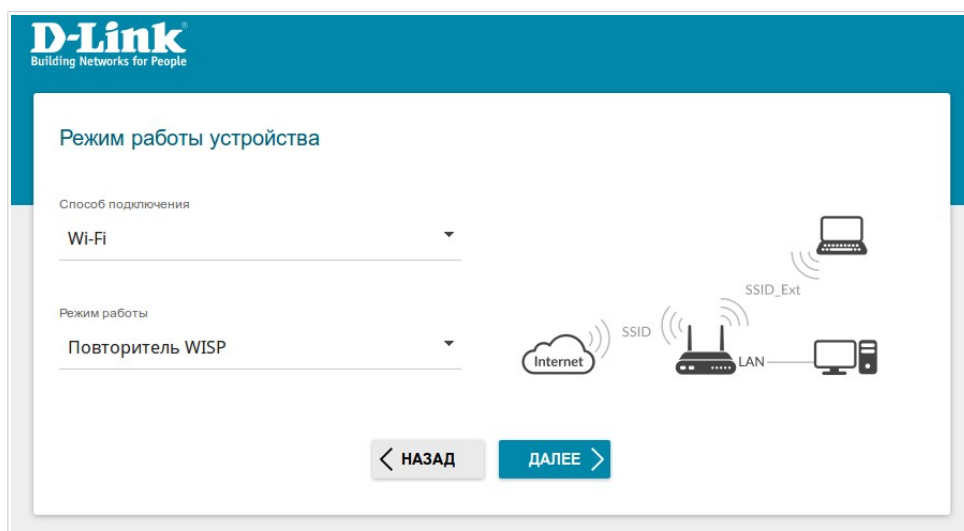 D-Link®
Building Networks for People
Режим работы устройства
Способ подключения
Wi-Fi
Режим работы
Повторитель WISP
SSID_Ext
SSID
Internet
LAN
НАЗАД
ДАЛЕЕ